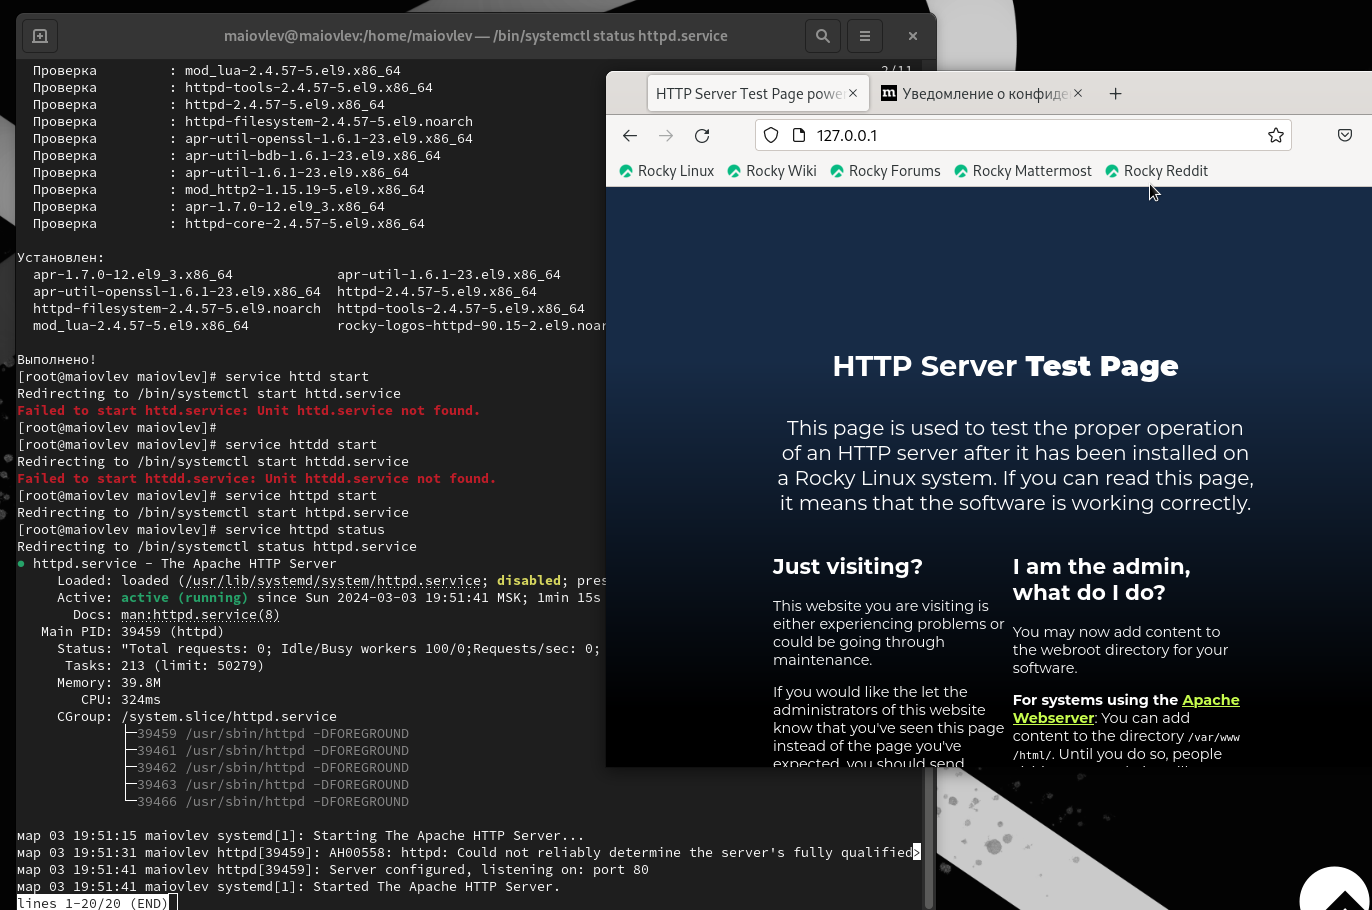 maiovlev@maiovlev:/home/maiovlev — /bin/systemctl status httpd.service
Проверка : mod_lua-2.4.57-5.el9.x86_64 2/11
Проверка : httpd-tools-2.4.57-5.el9.x86_64
Проверка : httpd-2.4.57-5.el9.x86_64
Проверка : httpd-filesystem-2.4.57-5.el9.noarch
Проверка : apr-util-openssl-1.6.1-23.el9.x86_64
Проверка : apr-util-bdb-1.6.1-23.el9.x86_64
Проверка : apr-util-1.6.1-23.el9.x86_64
Проверка : mod_http2-1.15.19-5.el9.x86_64
Проверка : apr-1.7.0-12.el9_3.x86_64
Проверка : httpd-core-2.4.57-5.el9.x86_64
Установлен:
apr-1.7.0-12.el9_3.x86_64 apr-util-1.6.1-23.el9.x86_64
apr-util-openssl-1.6.1-23.el9.x86_64 httpd-2.4.57-5.el9.x86_64
httpd-filesystem-2.4.57-5.el9.noarch httpd-tools-2.4.57-5.el9.x86_64
mod_lua-2.4.57-5.el9.x86_64 rocky-logos-httpd-90.15-2.el9.noar
Выполнено!
[root@maiovlev maiovlev]# service httd start
Redirecting to /bin/systemctl start httd.service
Failed to start httd.service: Unit httd.service not found.
[root@maiovlev maiovlev]#
[root@maiovlev maiovlev]# service httdd start
Redirecting to /bin/systemctl start httdd.service
Failed to start httdd.service: Unit httdd.service not found.
[root@maiovlev maiovlev]# service httpd start
Redirecting to /bin/systemctl start httpd.service
[root@maiovlev maiovlev]# service httpd status
Redirecting to /bin/systemctl status httpd.service
● httpd.service - The Apache HTTP Server
Loaded: loaded (/usr/lib/systemd/system/httpd.service; disabled; pres
Active: active (running) since Sun 2024-03-03 19:51:41 MSK; 1min 15s
Docs: man:httpd.service(8)
Main PID: 39459 (httpd)
Status: "Total requests: 0; Idle/Busy workers 100/0;Requests/sec: 0;
Tasks: 213 (limit: 50279)
Memory: 39.8M
CPU: 324ms
CGroup: /system.slice/httpd.service
├─39459 /usr/sbin/httpd -DFOREGROUND
├─39461 /usr/sbin/httpd -DFOREGROUND
├─39462 /usr/sbin/httpd -DFOREGROUND
├─39463 /usr/sbin/httpd -DFOREGROUND
└─39466 /usr/sbin/httpd -DFOREGROUND
мар 03 19:51:15 maiovlev systemd[1]: Starting The Apache HTTP Server...
мар 03 19:51:31 maiovlev httpd[39459]: AH00558: httpd: Could not reliably determine the server's fully qualified>
мар 03 19:51:41 maiovlev httpd[39459]: Server configured, listening on: port 80
мар 03 19:51:41 maiovlev systemd[1]: Started The Apache HTTP Server.
lines 1-20/20 (END)
HTTP Server Test Page powe
m Уведомление о конфиде
127.0.0.1
Rocky Linux Rocky Wiki Rocky Forums Rocky Mattermost Rocky Reddit
HTTP Server Test Page
This page is used to test the proper operation
of an HTTP server after it has been installed on
a Rocky Linux system. If you can read this page,
it means that the software is working correctly.
Just visiting?
This website you are visiting is
either experiencing problems or
could be going through
maintenance.
If you would like the let the
administrators of this website
know that you've seen this page
instead of the page you've
expected, you should send
I am the admin,
what do I do?
You may now add content to
the webroot directory for your
software.
For systems using the Apache
Webserver: You can add
content to the directory /var/www
/html/. Until you do so, people